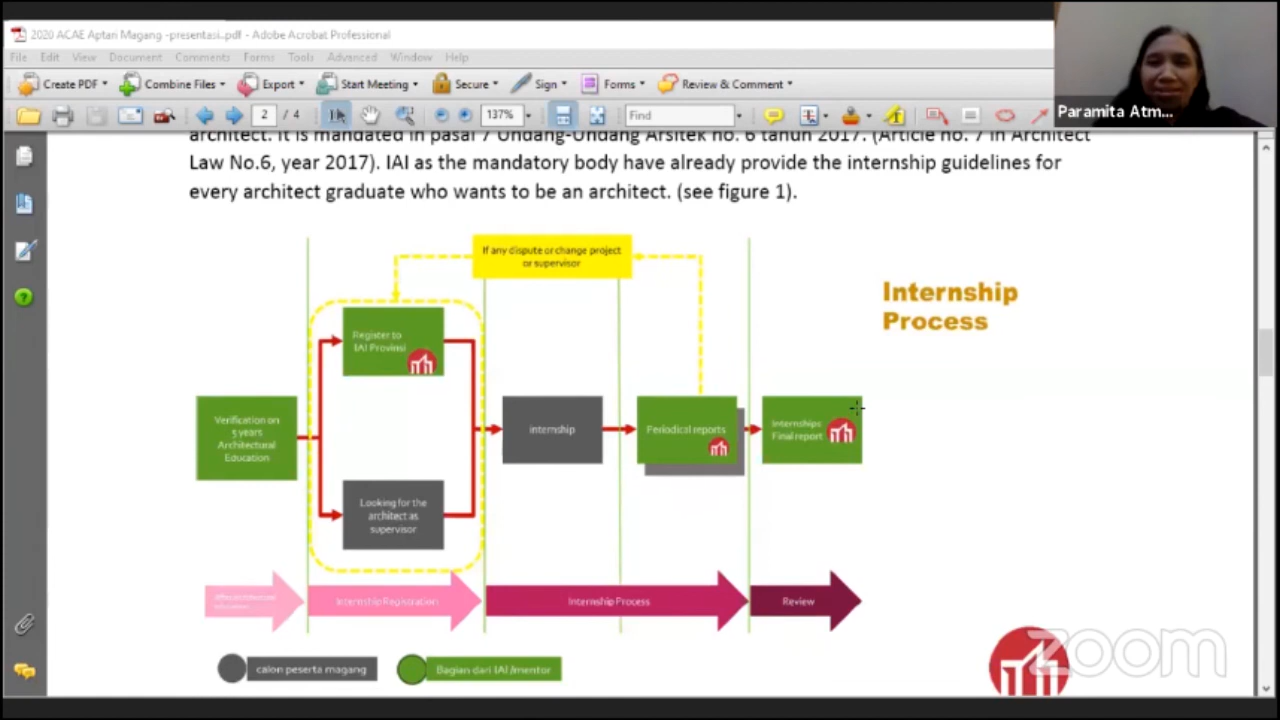 2020 ACAE Aptari Magang -presentasi..pdf - Adobe Acrobat Professional
File Edit View Document Comments Forms Tools Advanced Window Help
Create PDF Combine Files Export Start Meeting Secure Sign Forms Review & Comment
2 / 4 137% Find
Paramita Atm...
architect. It is mandated in pasal 7 Undang-Undang Arsitek no. 6 tahun 2017. (Article no. 7 in Architect
Law No.6, year 2017). IAI as the mandatory body have already provide the internship guidelines for
every architect graduate who wants to be an architect. (see figure 1).
If any dispute or change project
or supervisor
Internship
Process
Register to
IAI Provinsi
Verification on
5 years
Architectural
Education
internship
Periodical reports
Internships
Final report
Looking for the
architect as
supervisor
Internship Registration
Internship Process
Review
calon peserta magang
Bagian dari IAI /mentor
zoom